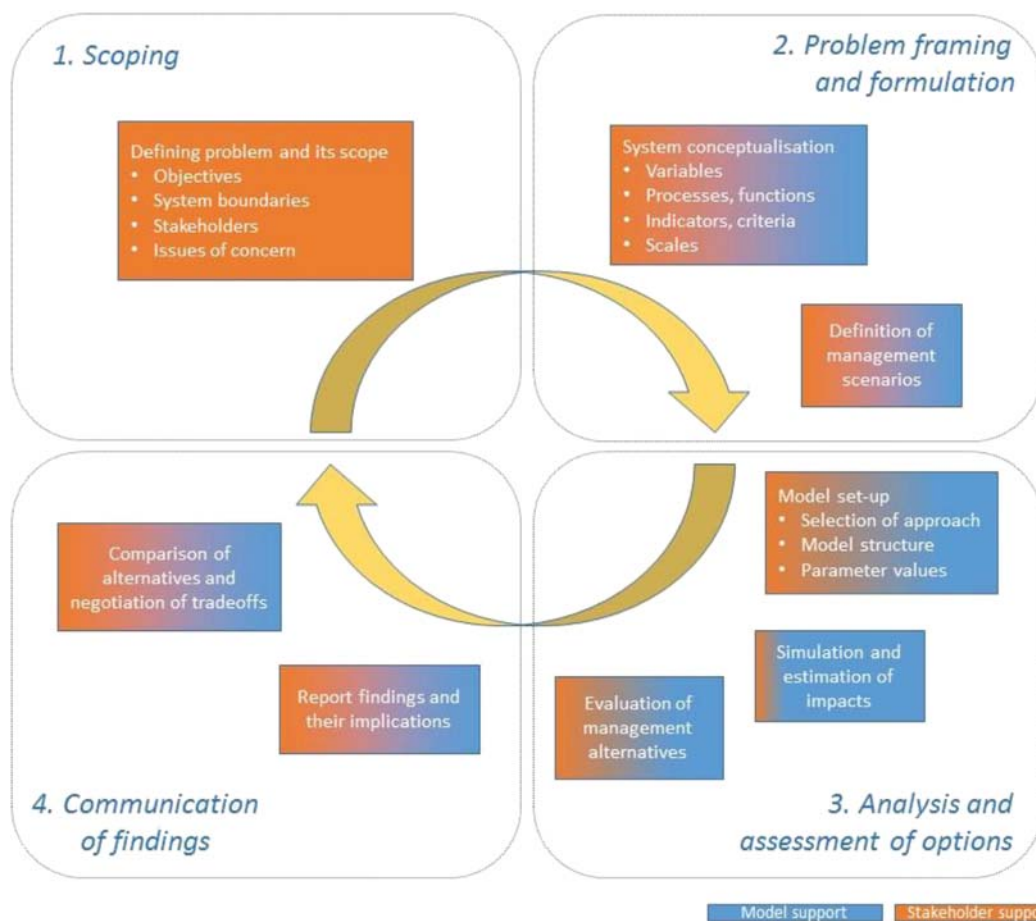 1. Scoping
Defining problem and its scope
• Objectives
• System boundaries
• Stakeholders
• Issues of concern
2. Problem framing
and formulation
System conceptualisation
• Variables
• Processes, functions
• Indicators, criteria
• Scales
Definition of
management
scenarios
Model set-up
• Selection of approach
• Model structure
• Parameter values
Simulation and
estimation of
impacts
Evaluation of
management
alternatives
3. Analysis and
assessment of options
Comparison of
alternatives and
negotiation of tradeoffs
Report findings and
their implications
4. Communication
of findings
Model support
Stakeholder suppo